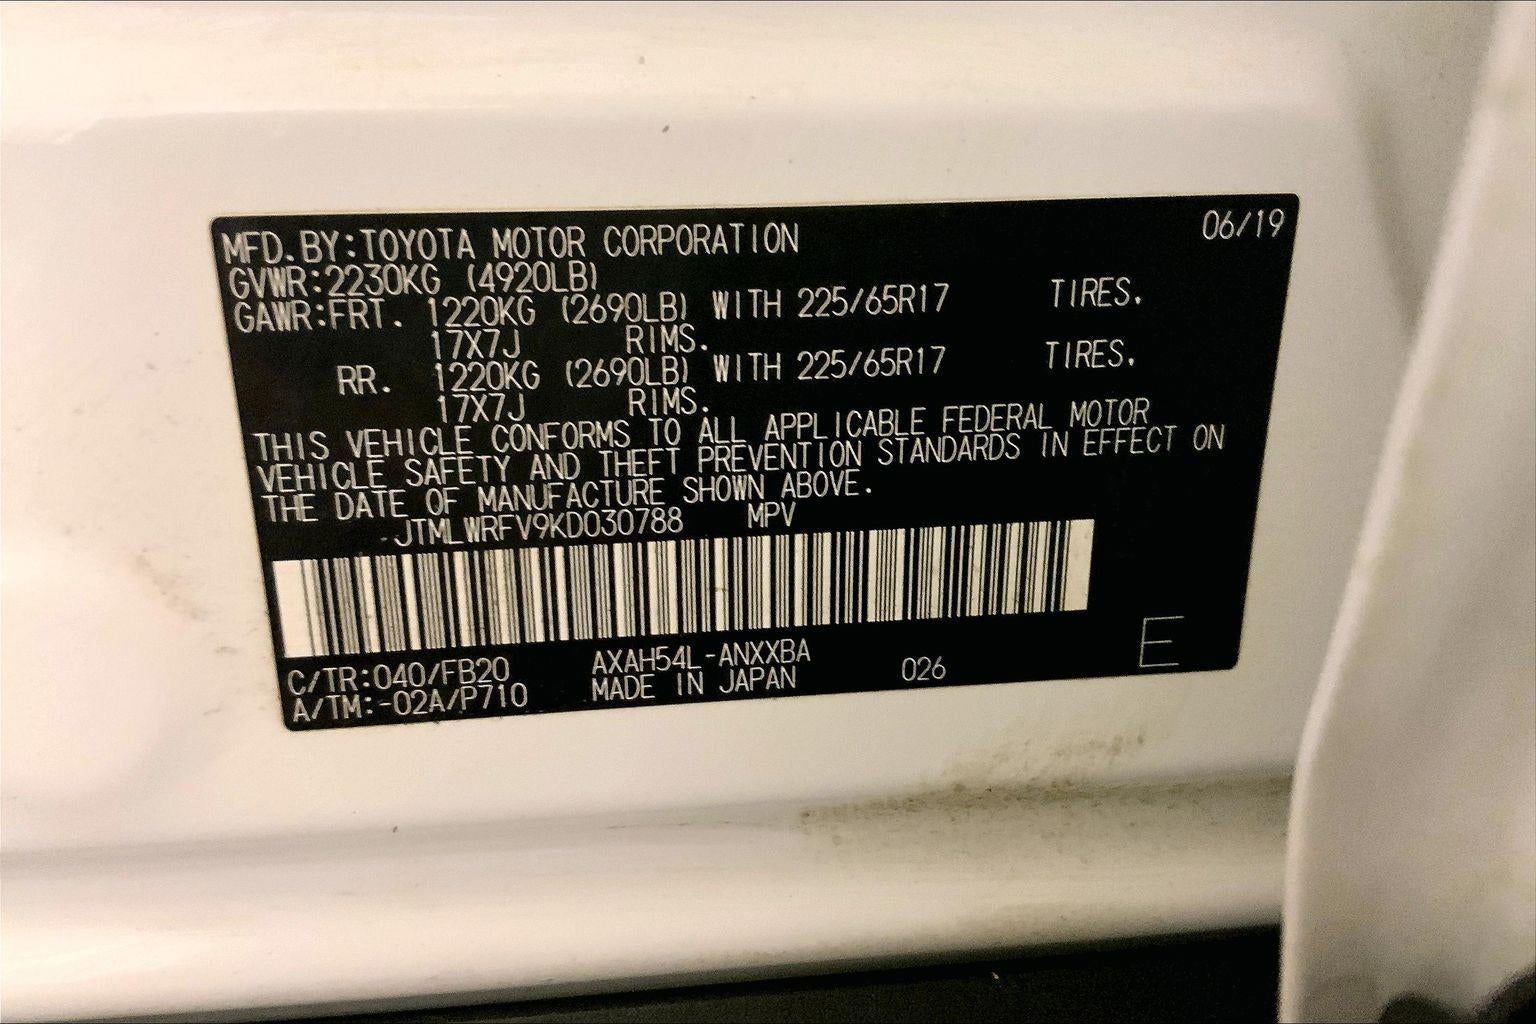 06/19
MFD.BY:TOYOTA MOTOR CORPORATION
GVWR:2230KG (4920LB)
GAWR:FRT. 1220KG (2690LB) WITH 225/65R17 TIRES.
17X7J RIMS.
RR. 1220KG (2690LB) WITH 225/65R17 TIRES.
17X7J RIMS.
THIS VEHICLE CONFORMS TO ALL APPLICABLE FEDERAL MOTOR
VEHICLE SAFETY AND THEFT PREVENTION STANDARDS IN EFFECT ON
THE DATE OF MANUFACTURE SHOWN ABOVE.
JTMLWRFV9KD030788 MPV
C/TR:040/FB20 AXAH54L-ANXXBA
A/TM:-02A/P710 MADE IN JAPAN 026 E